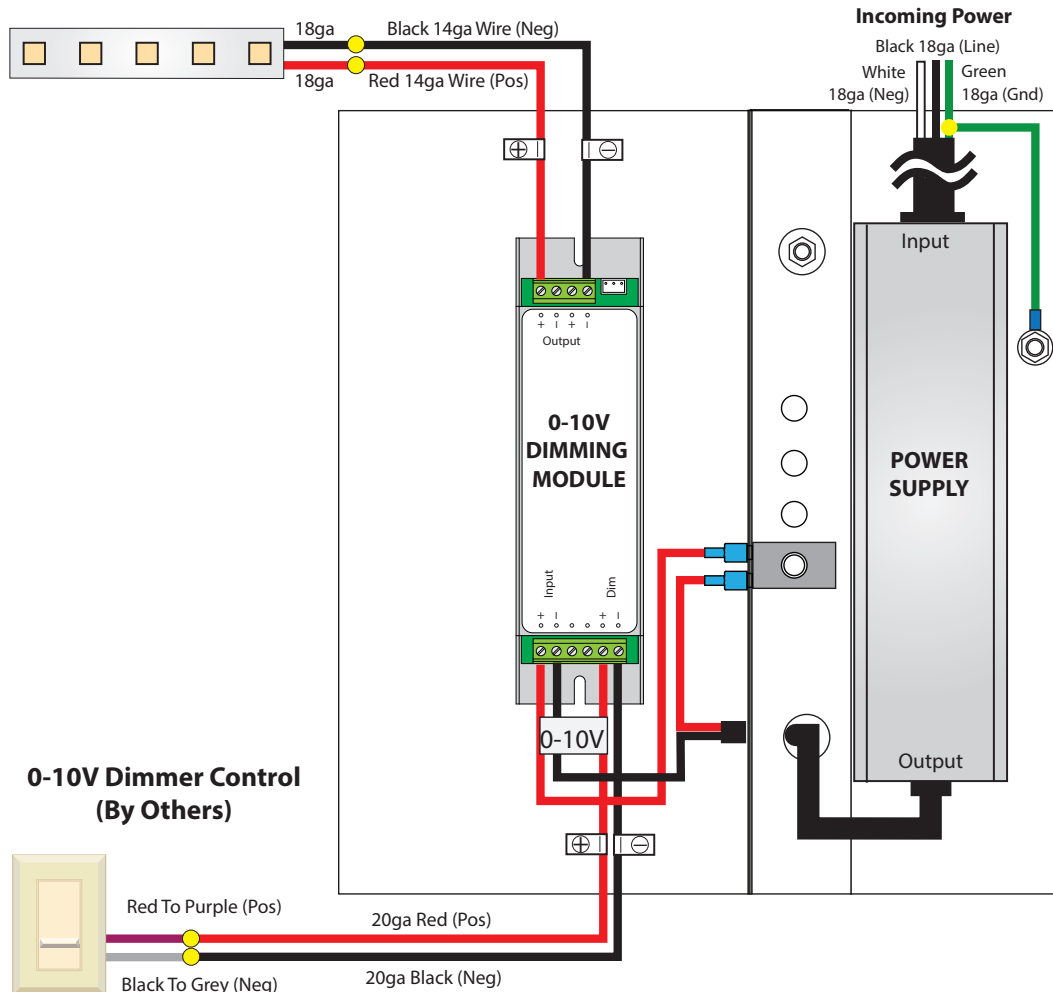 18ga
Black 14ga Wire (Neg)
18ga
Red 14ga Wire (Pos)
Incoming Power
Black 18ga (Line)
White
18ga (Neg)
Green
18ga (Gnd)
Input
+ – + –
Output
0-10V
DIMMING
MODULE
POWER
SUPPLY
Input
Dim
+ – + –
0-10V
Output
0-10V Dimmer Control
(By Others)
Red To Purple (Pos)
20ga Red (Pos)
Black To Grey (Neg)
20ga Black (Neg)